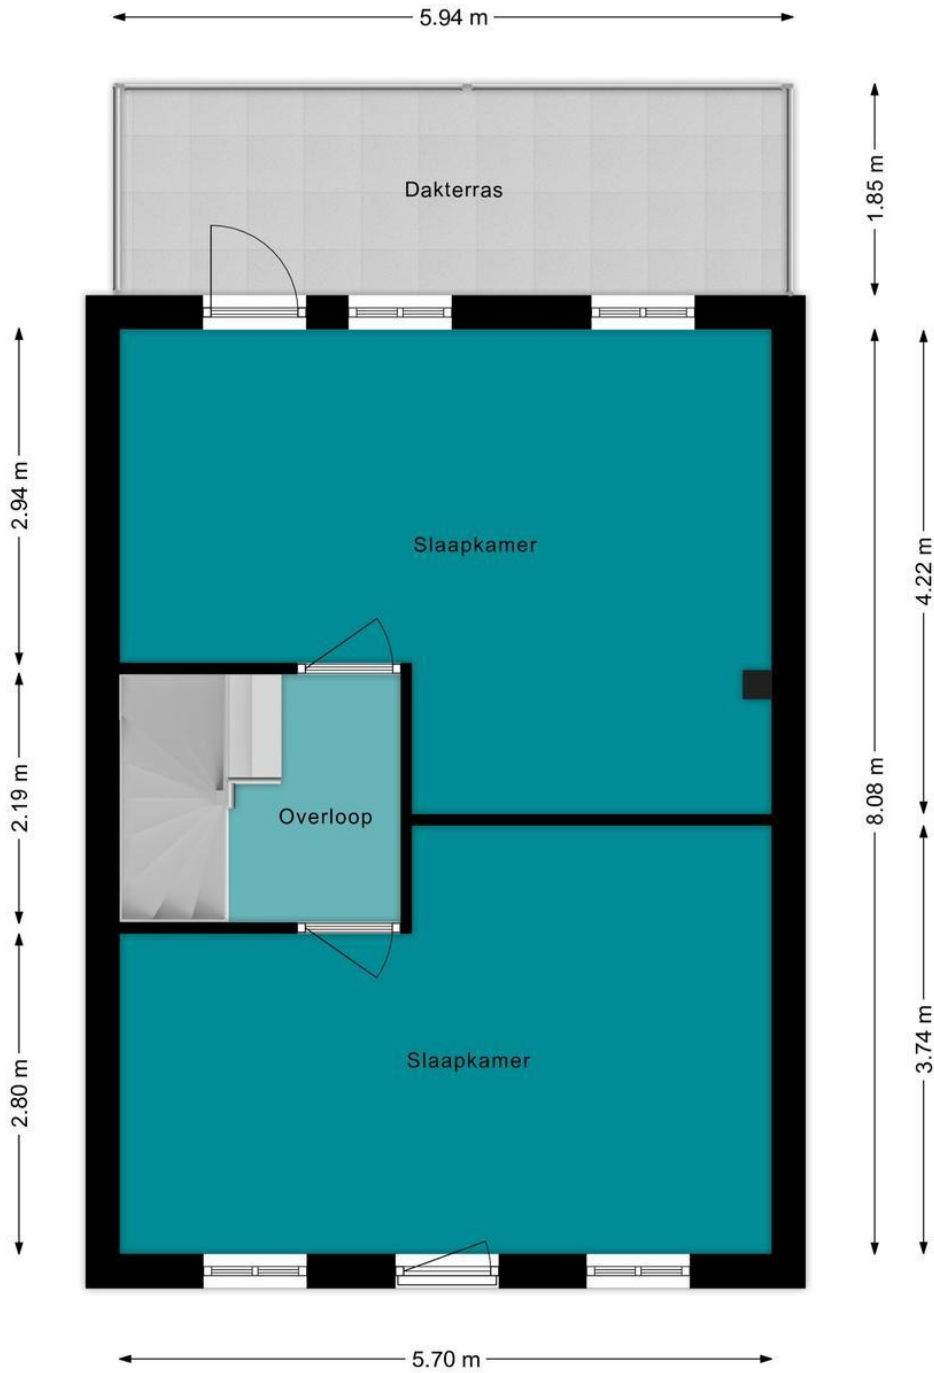 5.94 m
1.85 m
Dakterras
2.94 m
Slaapkamer
4.22 m
8.08 m
2.19 m
Overloop
3.74 m
2.80 m
Slaapkamer
5.70 m